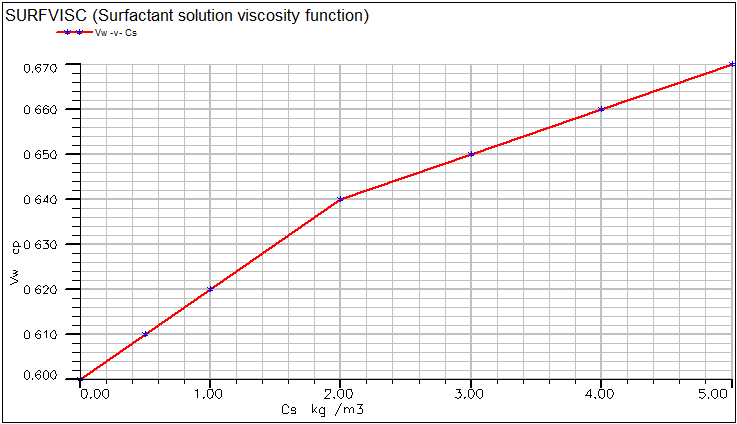 SURFVISC (Surfactant solution viscosity function)
Vw -v- Cs
0.670
0.660
0.650
0.640
0.630
0.620
0.610
0.600
Vw cp
0.00 1.00 2.00 3.00 4.00 5.00
Cs kg /m3